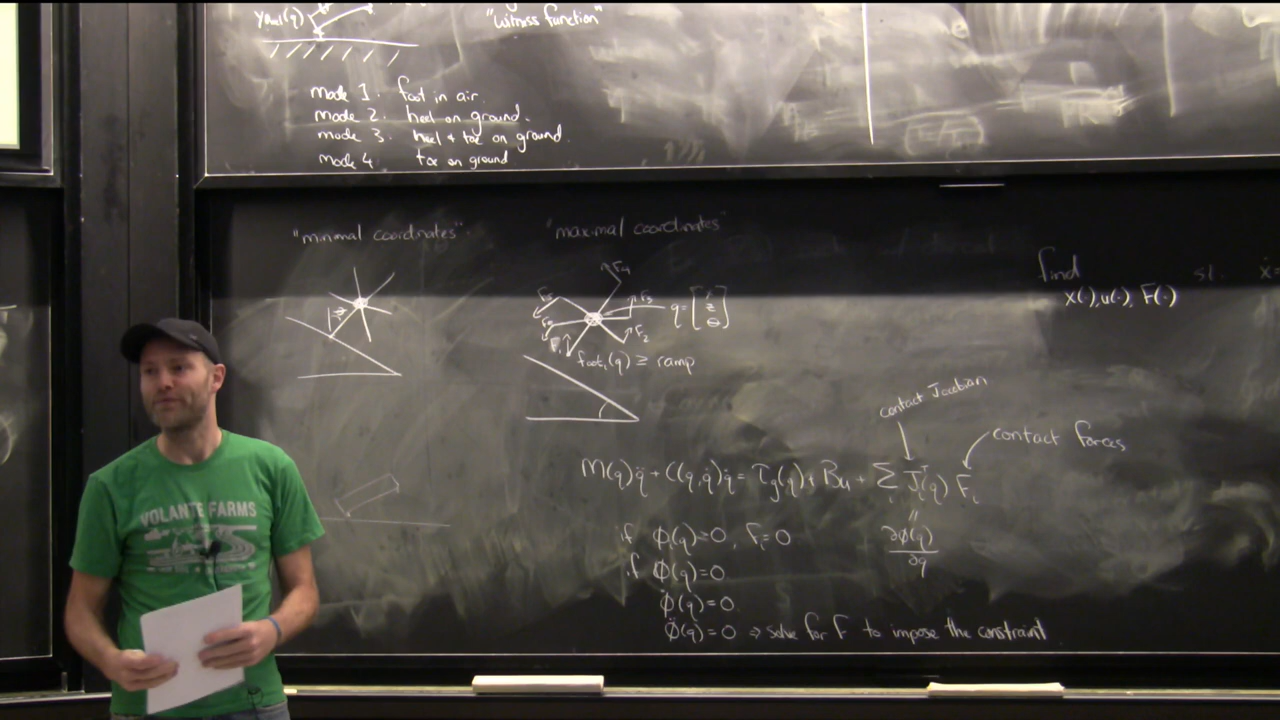 y heel(q)
"witness function"
mode 1. foot in air.
mode 2. heel on ground.
mode 3. heel + toe on ground.
mode 4 toe on ground
"minimal coordinates"
"maximal coordinates"
F₄
F₃
F₂
F₁
q = [x z θ]
foot₁(q) ≥ ramp
find
x(·), u(·), F(·)
s.t. ẋ=
contact Jacobian
contact forces
M(q)q̈ + C(q,q̇)q̇ = τg(q) + Bu + Σᵢ Jᵢᵀ(q) Fᵢ
∂φ(q)/∂q
if φ(q)>0, Fᵢ=0
if φ(q)=0.
φ̇(q)=0.
φ̈(q)=0 ⇒ solve for F to impose the constraint
VOLANTE FARMS